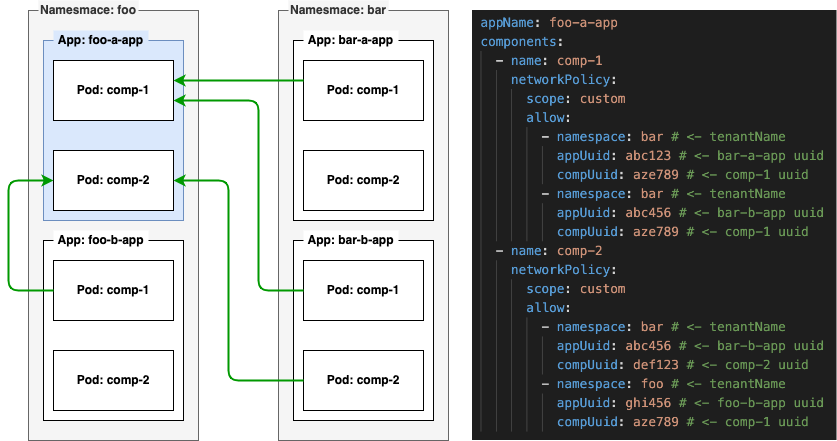 Namesmace: foo
App: foo-a-app
Pod: comp-1
Pod: comp-2
App: foo-b-app
Pod: comp-1
Pod: comp-2
Namesmace: bar
App: bar-a-app
Pod: comp-1
Pod: comp-2
App: bar-b-app
Pod: comp-1
Pod: comp-2
appName: foo-a-app
components:
- name: comp-1
networkPolicy:
scope: custom
allow:
- namespace: bar # <- tenantName
appUuid: abc123 # <- bar-a-app uuid
compUuid: aze789 # <- comp-1 uuid
- namespace: bar # <- tenantName
appUuid: abc456 # <- bar-b-app uuid
compUuid: aze789 # <- comp-1 uuid
- name: comp-2
networkPolicy:
scope: custom
allow:
- namespace: bar # <- tenantName
appUuid: abc456 # <- bar-b-app uuid
compUuid: def123 # <- comp-2 uuid
- namespace: foo # <- tenantName
appUuid: ghi456 # <- foo-b-app uuid
compUuid: aze789 # <- comp-1 uuid